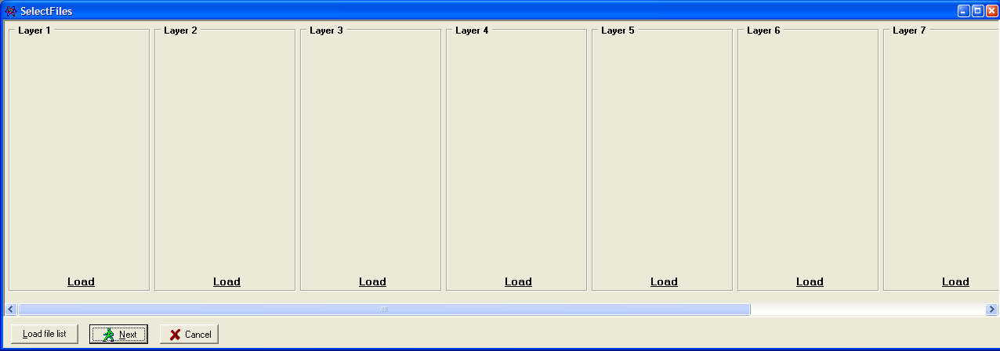 SelectFiles
Layer 1 Layer 2 Layer 3 Layer 4 Layer 5 Layer 6 Layer 7
Load Load Load Load Load Load Load
Load file list Next Cancel